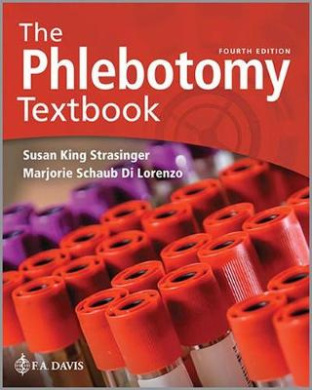 The
FOURTH EDITION
Phlebotomy
Textbook
Susan King Strasinger
Marjorie Schaub Di Lorenzo
F.A. DAVIS